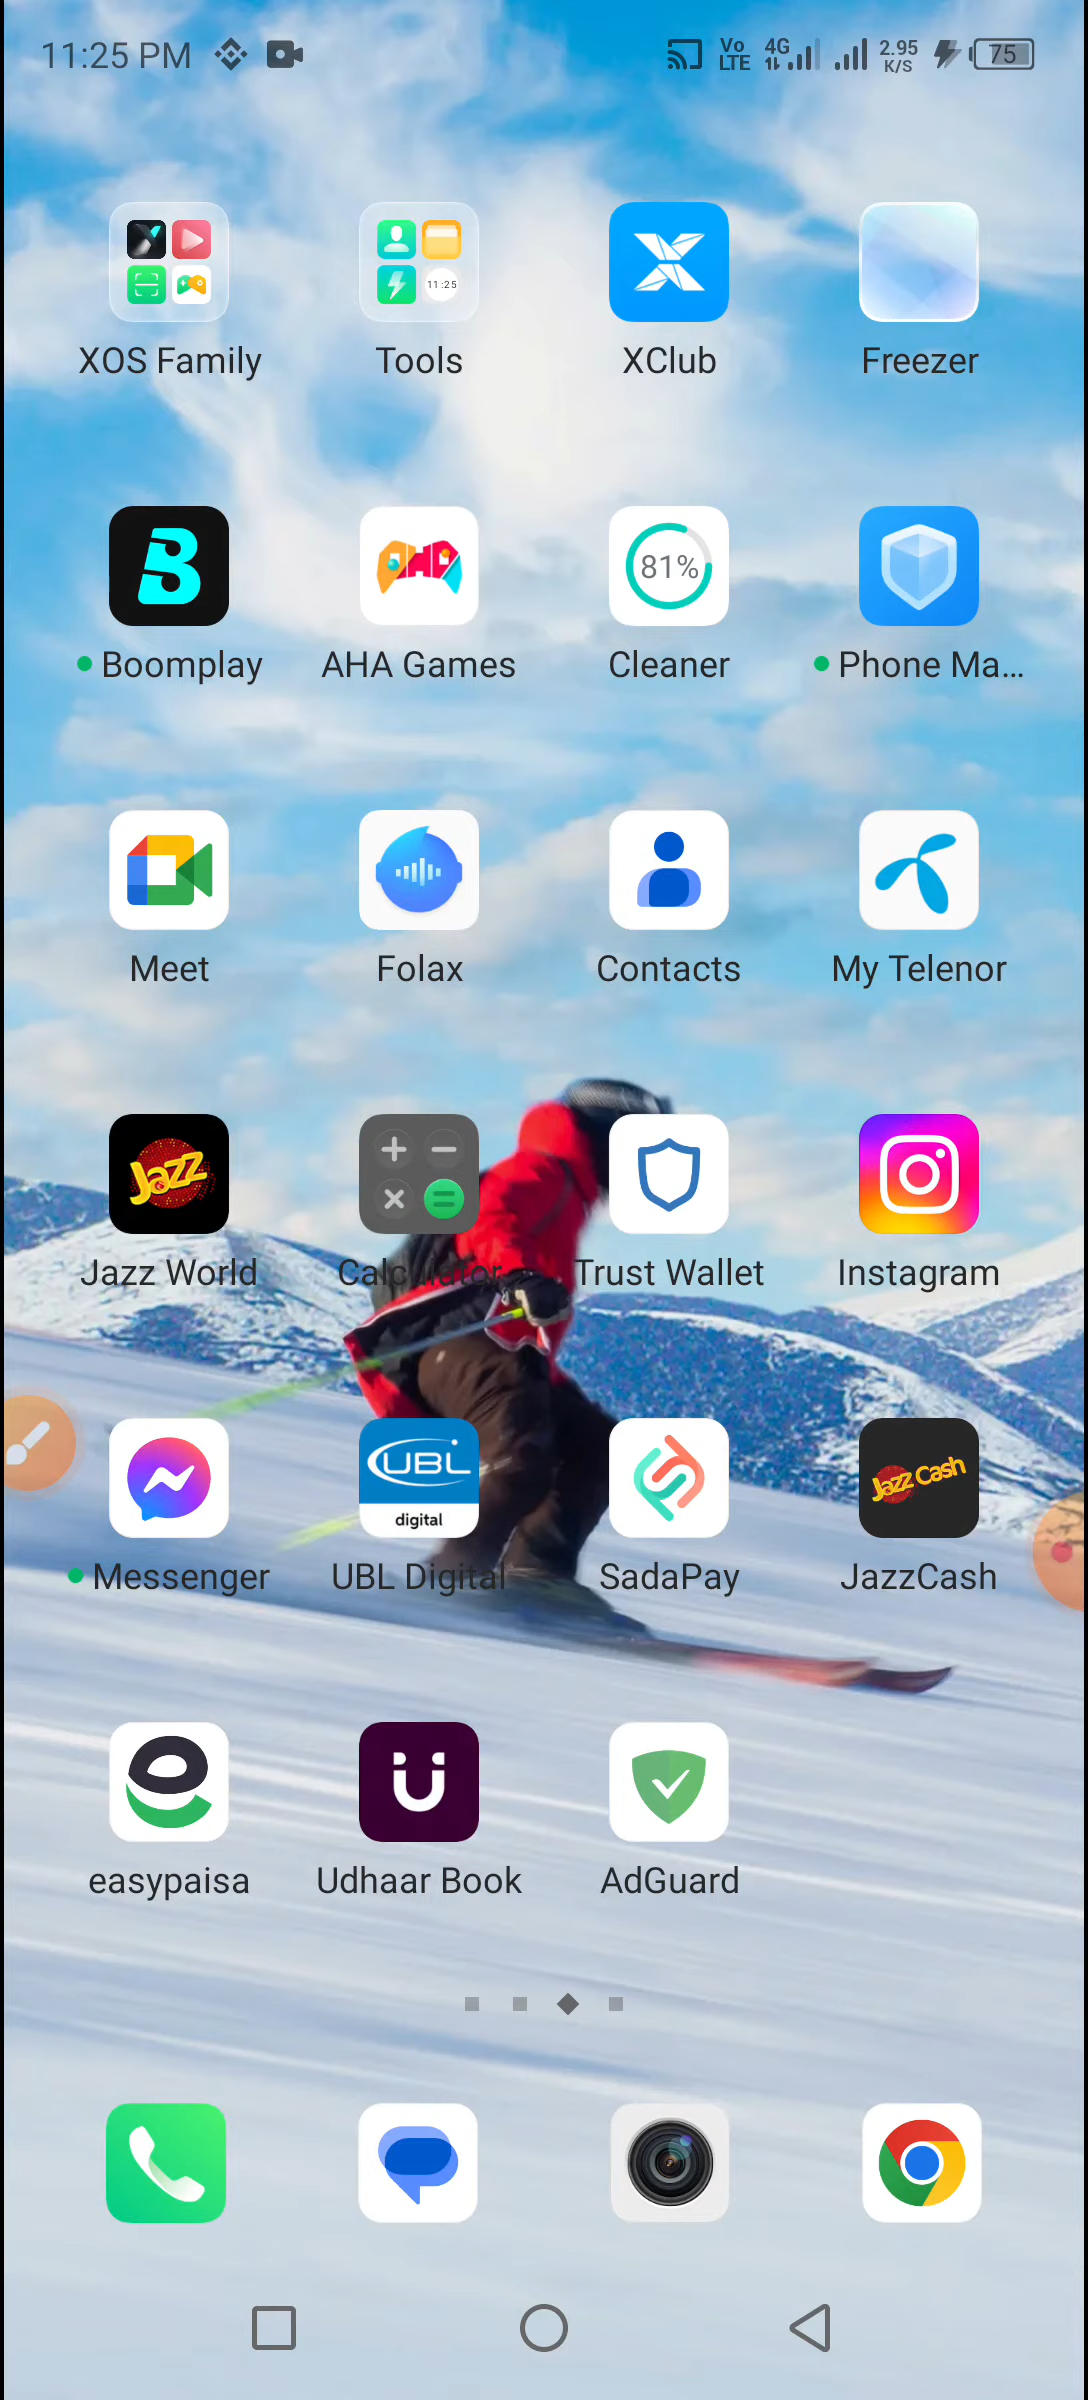 11:25 PM Vo LTE 4G 2.95 K/S 75
11:25
XOS Family Tools XClub Freezer
81%
Boomplay AHA Games Cleaner Phone Ma...
Meet Folax Contacts My Telenor
Jazz
Jazz World Calculator Trust Wallet Instagram
UBL digital Jazz Cash
Messenger UBL Digital SadaPay JazzCash
easypaisa Udhaar Book AdGuard